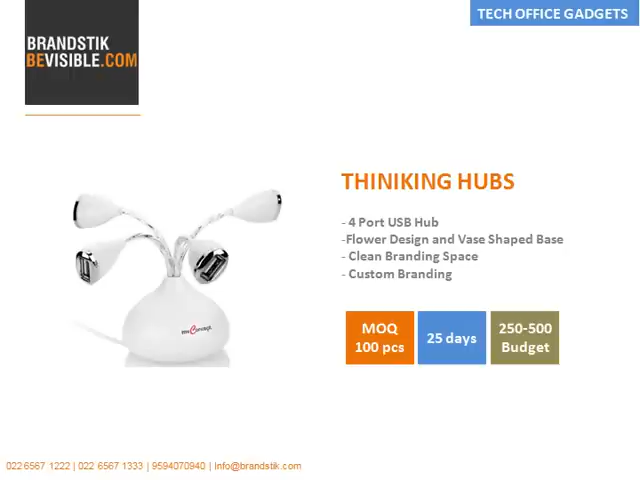 TECH OFFICE GADGETS
BRANDSTIK
BEVISIBLE.COM
THINIKING HUBS
- 4 Port USB Hub
-Flower Design and Vase Shaped Base
- Clean Branding Space
- Custom Branding
MOQ
100 pcs
25 days
250-500
Budget
022 6567 1222 | 022 6567 1333 | 9594070940 | Info@brandstik.com